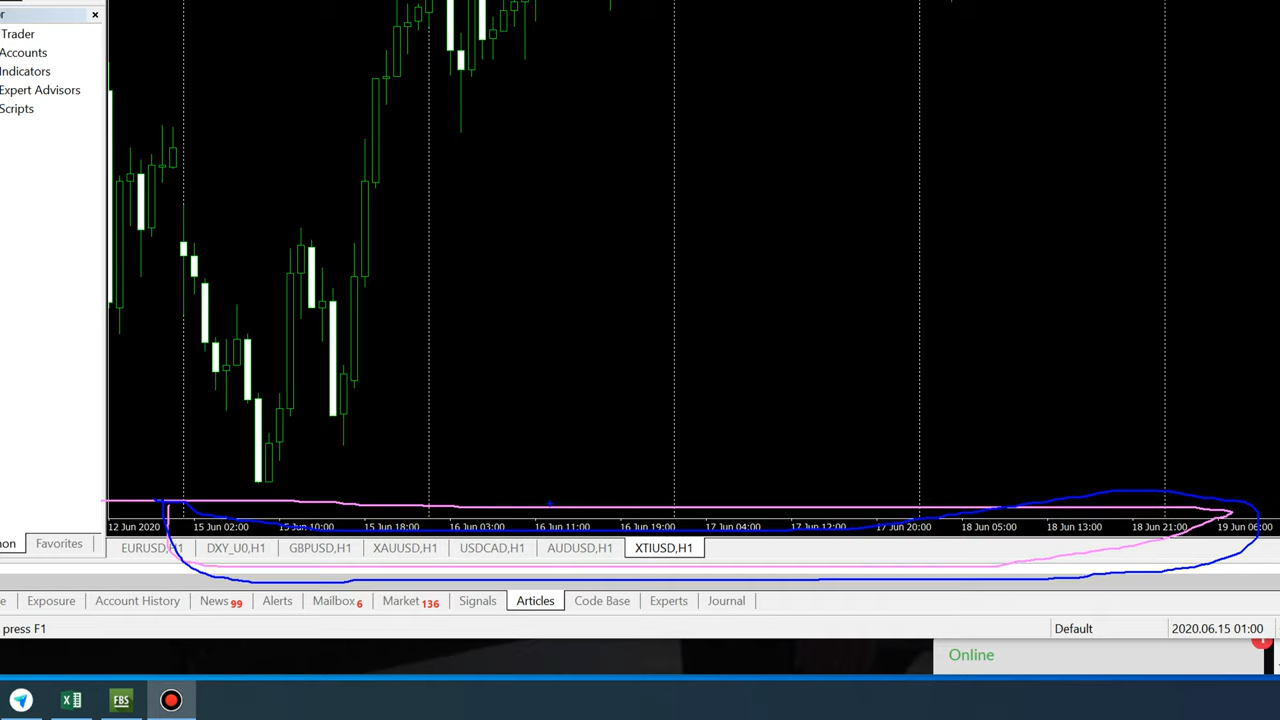 Trader
Accounts
Indicators
Expert Advisors
Scripts
12 Jun 2020 15 Jun 02:00 15 Jun 10:00 15 Jun 18:00 16 Jun 03:00 16 Jun 11:00 16 Jun 19:00 17 Jun 04:00 17 Jun 12:00 17 Jun 20:00 18 Jun 05:00 18 Jun 13:00 18 Jun 21:00 19 Jun 06:00
Favorites
EURUSD,H1 DXY_U0,H1 GBPUSD,H1 XAUUSD,H1 USDCAD,H1 AUDUSD,H1 XTIUSD,H1
Exposure Account History News 99 Alerts Mailbox 6 Market 136 Signals Articles Code Base Experts Journal
press F1 Default 2020.06.15 01:00
Online
FBS